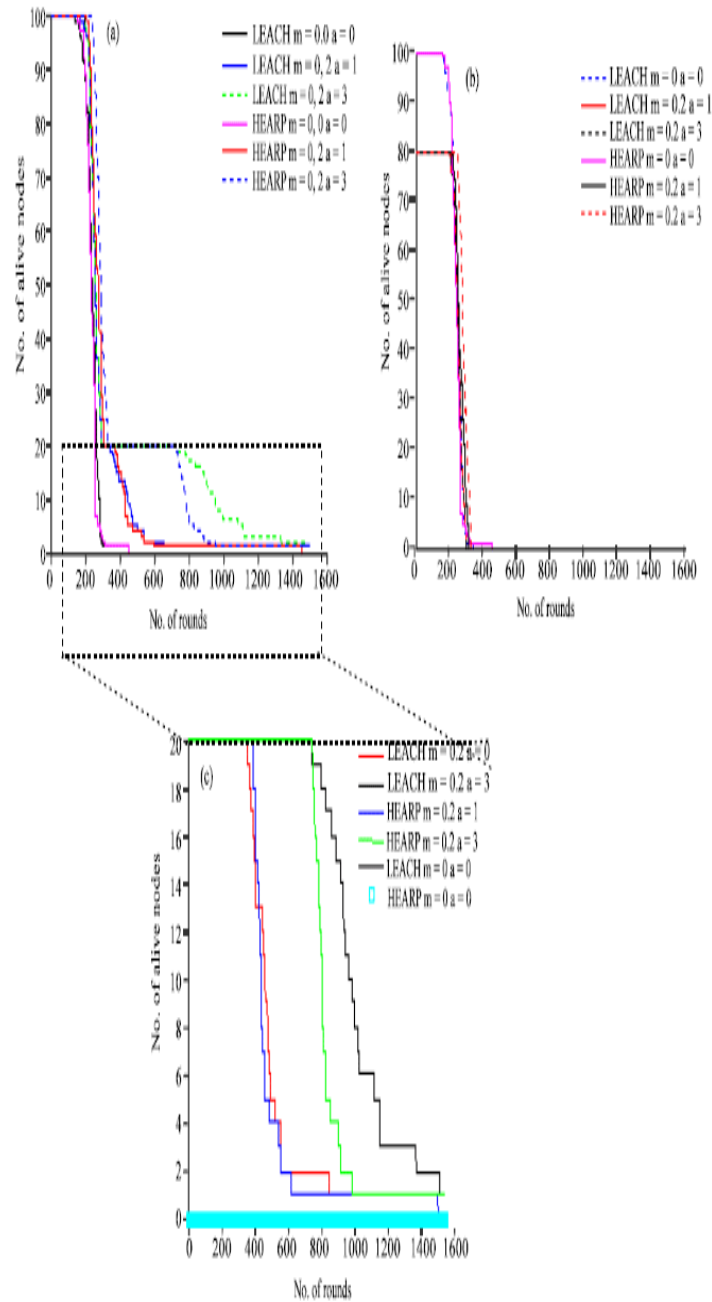 (a)
100
90
80
70
60
50
40
30
20
10
0
No. of alive nodes
LEACH m = 0.0 a = 0
LEACH m = 0, 2 a = 1
LEACH m = 0, 2 a = 3
HEARP m = 0, 0 a = 0
HEARP m = 0, 2 a = 1
HEARP m = 0, 2 a = 3
0 200 400 600 800 1000 1200 1400 1600
No. of rounds
(b)
100
90
80
70
60
50
40
30
20
10
0
No. of alive nodes
LEACH m = 0 a = 0
LEACH m = 0.2 a = 1
LEACH m = 0.2 a = 3
HEARP m = 0 a = 0
HEARP m = 0.2 a = 1
HEARP m = 0.2 a = 3
0 200 400 600 800 1000 1200 1400 1600
No. of rounds
(c)
20
18
16
14
12
10
8
6
4
2
0
No. of alive nodes
LEACH m = 0.2 a = 0
LEACH m = 0.2 a = 3
HEARP m = 0.2 a = 1
HEARP m = 0.2 a = 3
LEACH m = 0 a = 0
HEARP m = 0 a = 0
0 200 400 600 800 1000 1200 1400 1600
No. of rounds